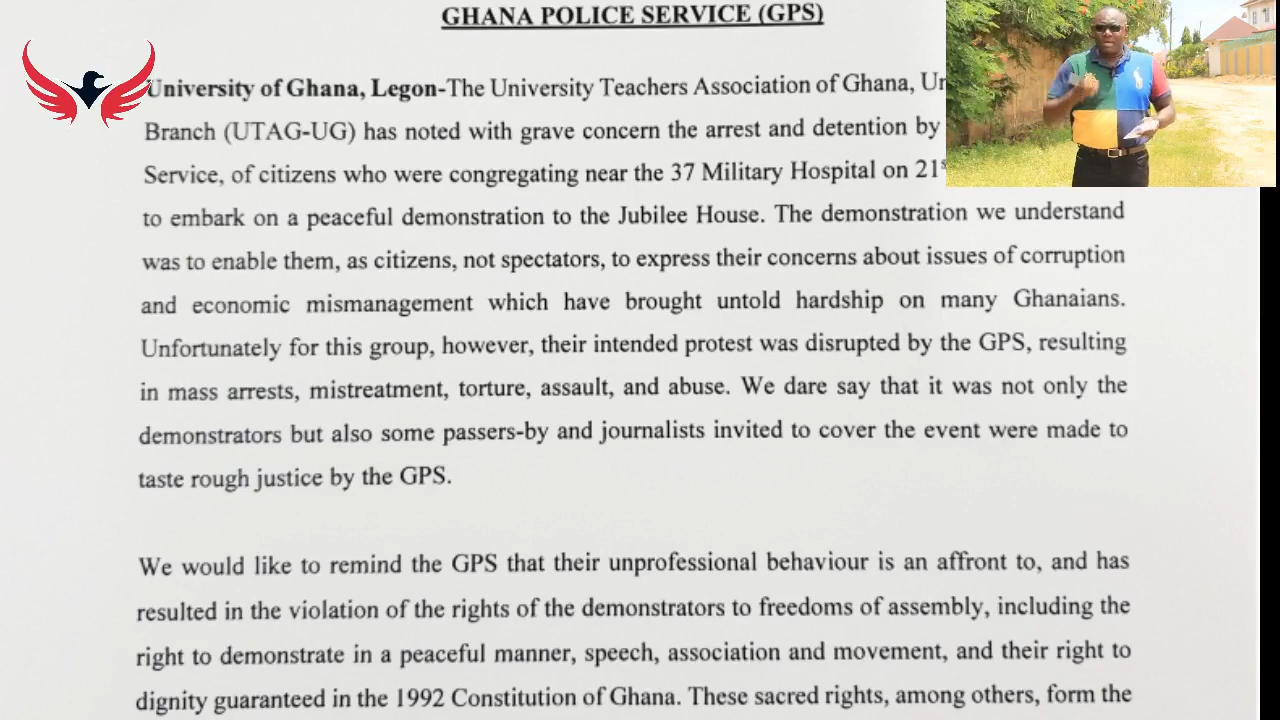 GHANA POLICE SERVICE (GPS)
University of Ghana, Legon-The University Teachers Association of Ghana,
Branch (UTAG-UG) has noted with grave concern the arrest and detention by
Service, of citizens who were congregating near the 37 Military Hospital on 21
to embark on a peaceful demonstration to the Jubilee House. The demonstration we understand
was to enable them, as citizens, not spectators, to express their concerns about issues of corruption
and economic mismanagement which have brought untold hardship on many Ghanaians.
Unfortunately for this group, however, their intended protest was disrupted by the GPS, resulting
in mass arrests, mistreatment, torture, assault, and abuse. We dare say that it was not only the
demonstrators but also some passers-by and journalists invited to cover the event were made to
taste rough justice by the GPS.
We would like to remind the GPS that their unprofessional behaviour is an affront to, and has
resulted in the violation of the rights of the demonstrators to freedoms of assembly, including the
right to demonstrate in a peaceful manner, speech, association and movement, and their right to
dignity guaranteed in the 1992 Constitution of Ghana. These sacred rights, among others, form the